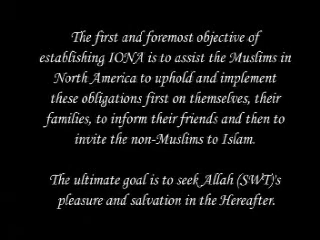 The first and foremost objective of
establishing IONA is to assist the Muslims in
North America to uphold and implement
these obligations first on themselves, their
families, to inform their friends and then to
invite the non-Muslims to Islam.
The ultimate goal is to seek Allah (SWT)'s
pleasure and salvation in the Hereafter.